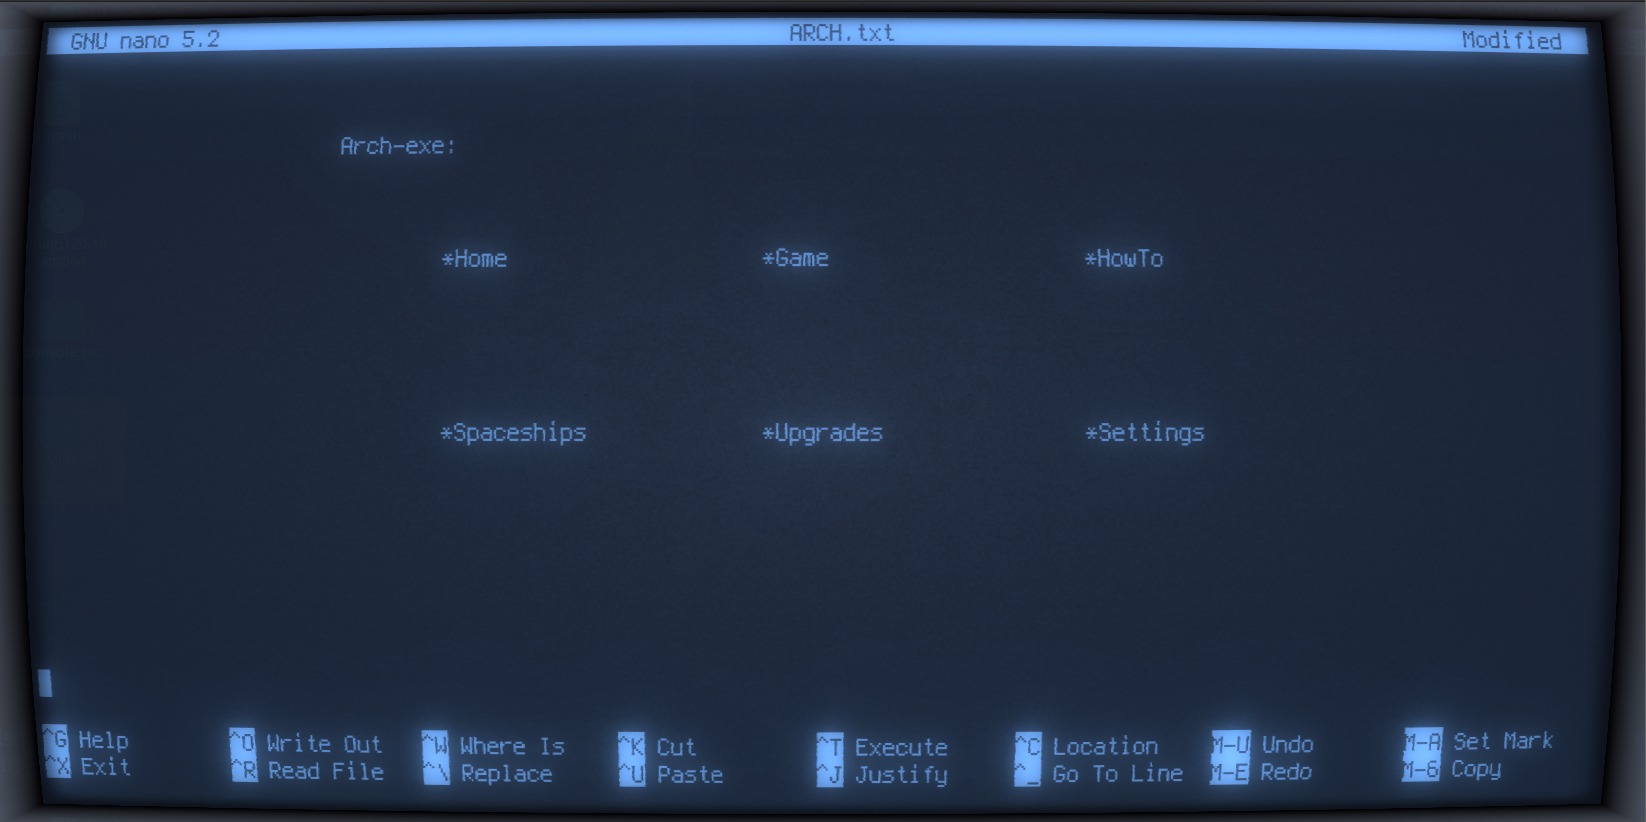 GNU nano 5.2 ARCH.txt Modified
Arch-exe:
*Home *Game *HowTo
*Spaceships *Upgrades *Settings
^G Help ^O Write Out ^W Where Is ^K Cut ^T Execute ^C Location M-U Undo M-A Set Mark
^X Exit ^R Read File ^\ Replace ^U Paste ^J Justify ^_ Go To Line M-E Redo M-6 Copy